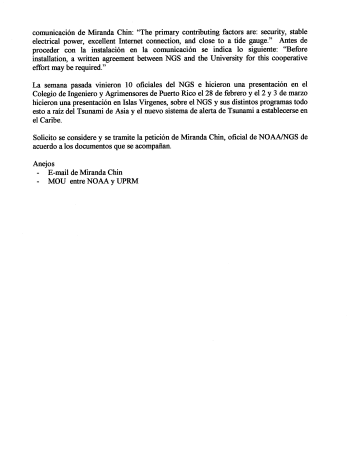 comunicación de Miranda Chin: “The primary contributing factors are: security, stable
electrical power, excellent Internet connection, and close to a tide gauge.” Antes de
proceder con la instalación en la comunicación se indica lo siguiente: “Before
installation, a written agreement between NGS and the University for this cooperative
effort may be required.”
La semana pasada vinieron 10 oficiales del NGS e hicieron una presentación en el
Colegio de Ingeniero y Agrimensores de Puerto Rico el 28 de febrero y el 2 y 3 de marzo
hicieron una presentación en Islas Vírgenes, sobre el NGS y sus distintos programas todo
esto a raíz del Tsunami de Asia y el nuevo sistema de alerta de Tsunami a establecerse en
el Caribe.
Solicito se considere y se tramite la petición de Miranda Chin, oficial de NOAA/NGS de
acuerdo a los documentos que se acompañan.
Anejos
- E-mail de Miranda Chin
- MOU entre NOAA y UPRM